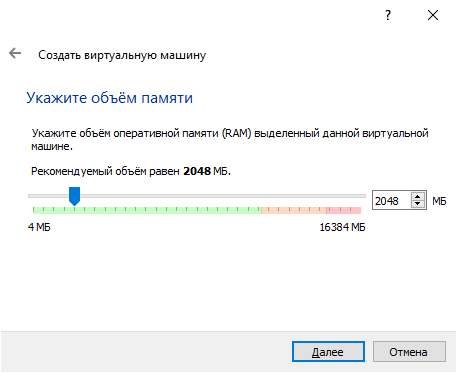 ?
Создать виртуальную машину
Укажите объём памяти
Укажите объём оперативной памяти (RAM) выделенный данной виртуальной
машине.
Рекомендуемый объём равен 2048 МБ.
2048 МБ
4 МБ 16384 МБ
Далее Отмена